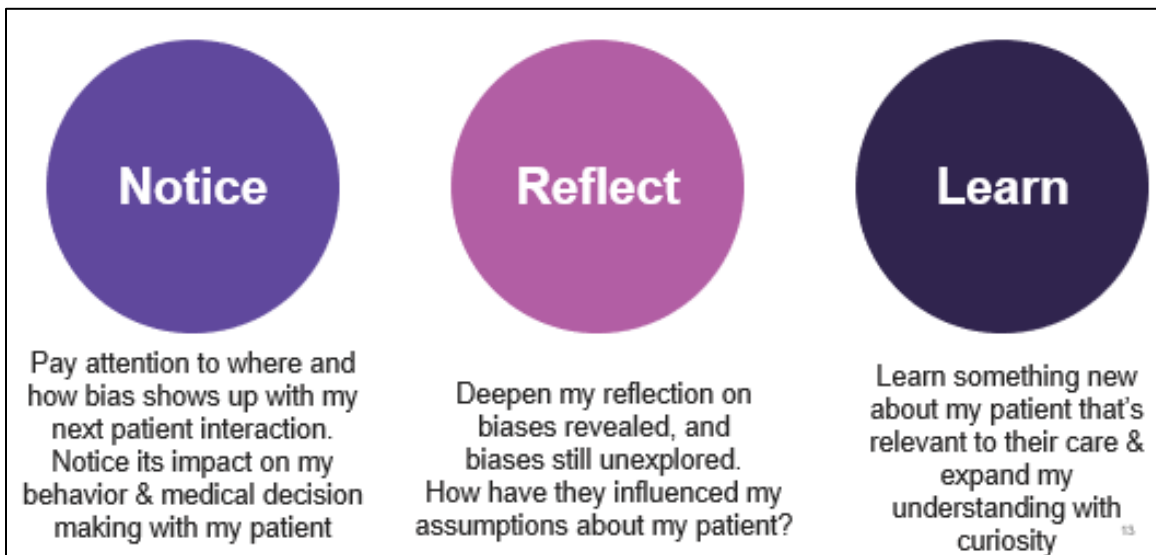 Notice
Pay attention to where and
how bias shows up with my
next patient interaction.
Notice its impact on my
behavior & medical decision
making with my patient
Reflect
Deepen my reflection on
biases revealed, and
biases still unexplored.
How have they influenced my
assumptions about my patient?
Learn
Learn something new
about my patient that’s
relevant to their care &
expand my
understanding with
curiosity
13